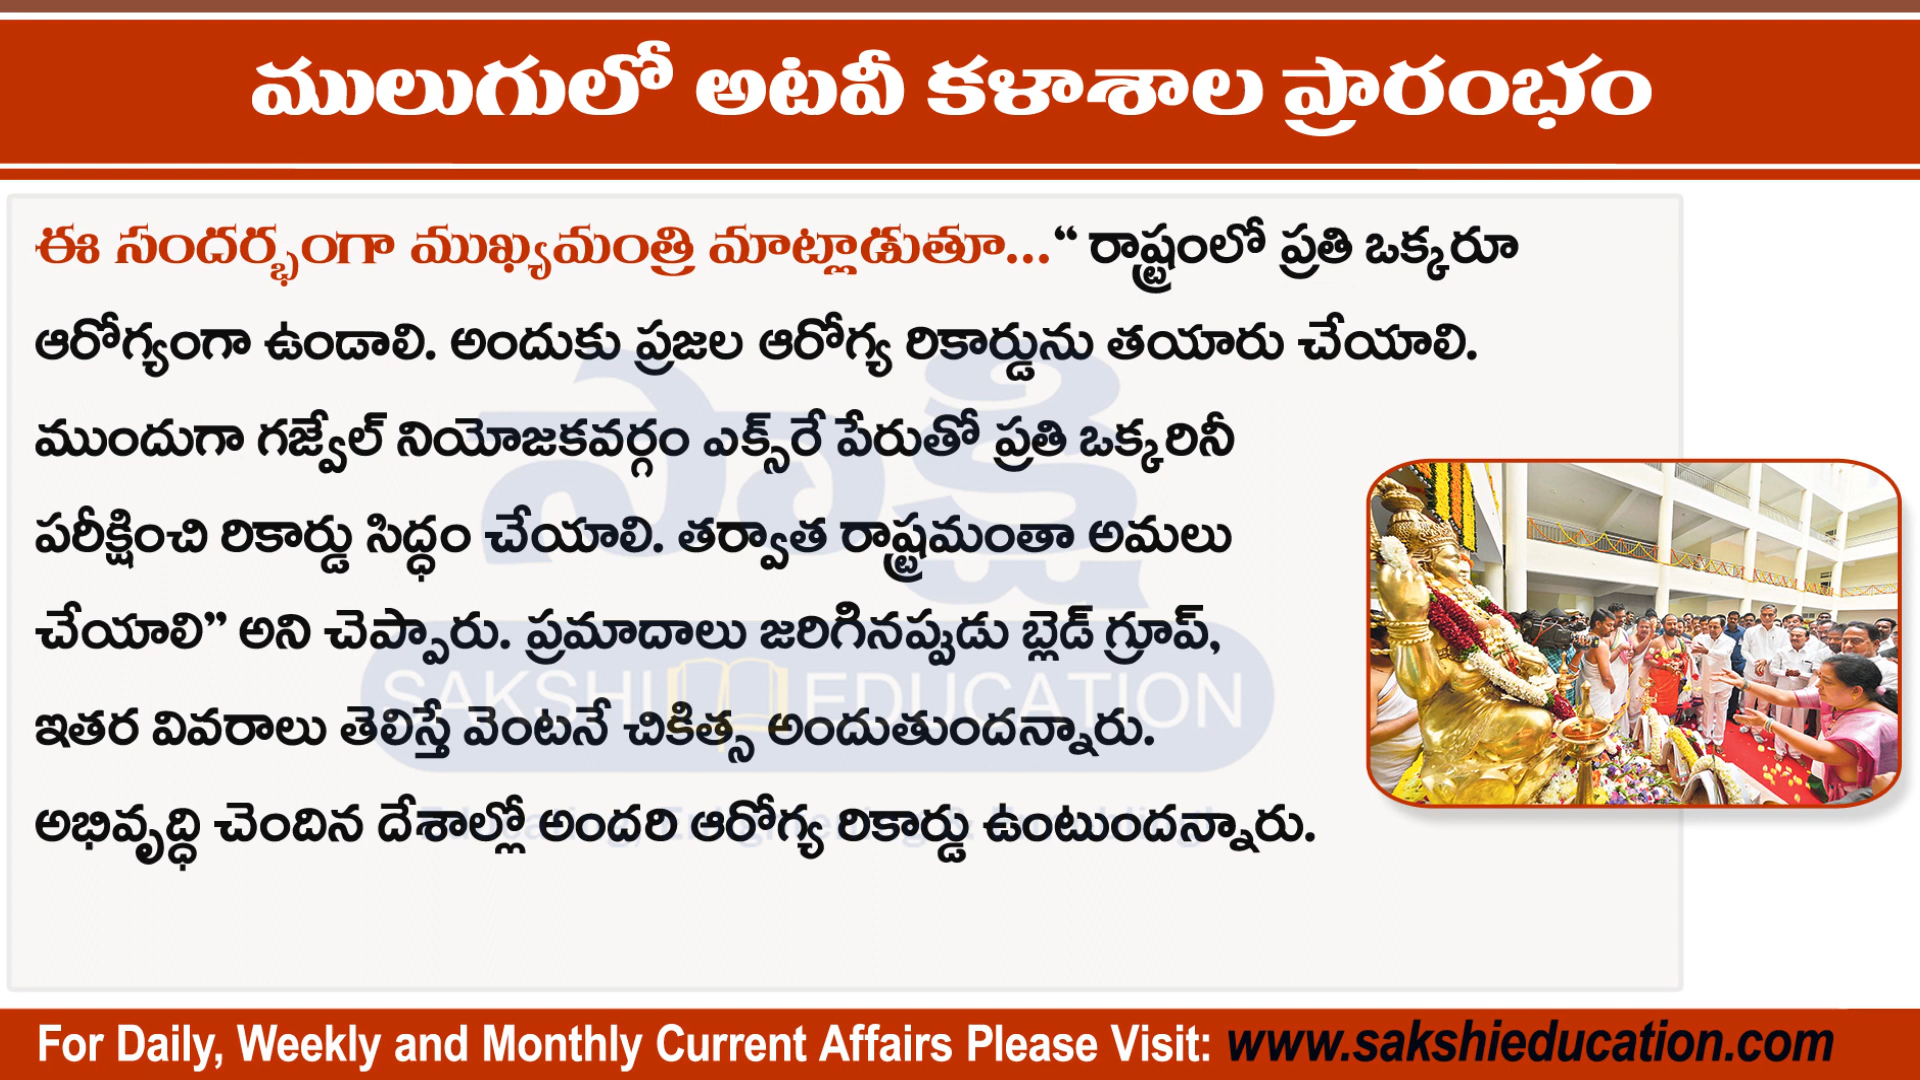 ములుగులో అటవీ కళాశాల ప్రారంభం
ఈ సందర్భంగా ముఖ్యమంత్రి మాట్లాడుతూ...“ రాష్ట్రంలో ప్రతి ఒక్కరూ
ఆరోగ్యంగా ఉండాలి. అందుకు ప్రజల ఆరోగ్య రికార్డును తయారు చేయాలి.
ముందుగా గజ్వేల్ నియోజకవర్గం ఎక్స్‌రే పేరుతో ప్రతి ఒక్కరినీ
పరీక్షించి రికార్డు సిద్ధం చేయాలి. తర్వాత రాష్ట్రమంతా అమలు
చేయాలి” అని చెప్పారు. ప్రమాదాలు జరిగినప్పుడు బ్లెడ్ గ్రూప్,
ఇతర వివరాలు తెలిస్తే వెంటనే చికిత్స అందుతుందన్నారు.
అభివృద్ధి చెందిన దేశాల్లో అందరి ఆరోగ్య రికార్డు ఉంటుందన్నారు.
సాక్షి
SAKSHI EDUCATION
For Daily, Weekly and Monthly Current Affairs Please Visit: www.sakshieducation.com